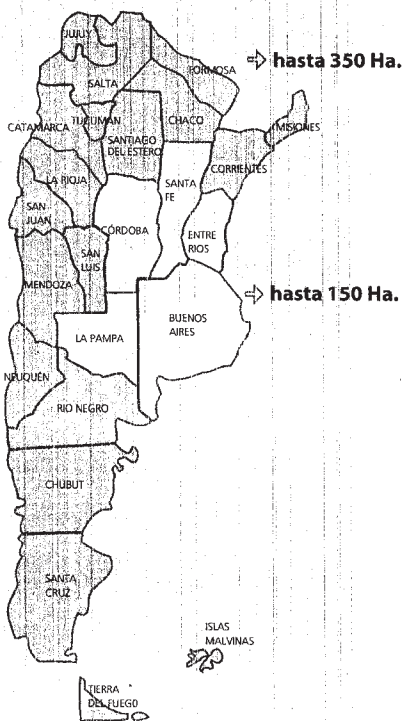 JUJUY
SALTA
FORMOSA
hasta 350 Ha.
TUCUMAN
CATAMARCA
CHACO
MISIONES
SANTIAGO
DEL ESTERO
CORRIENTES
LA RIOJA
SANTA
FE
SAN
JUAN
CÓRDOBA
ENTRE
RIOS
SAN
LUIS
MENDOZA
hasta 150 Ha.
BUENOS
AIRES
LA PAMPA
NEUQUÉN
RIO NEGRO
CHUBUT
SANTA
CRUZ
ISLAS
MALVINAS
TIERRA
DEL FUEGO